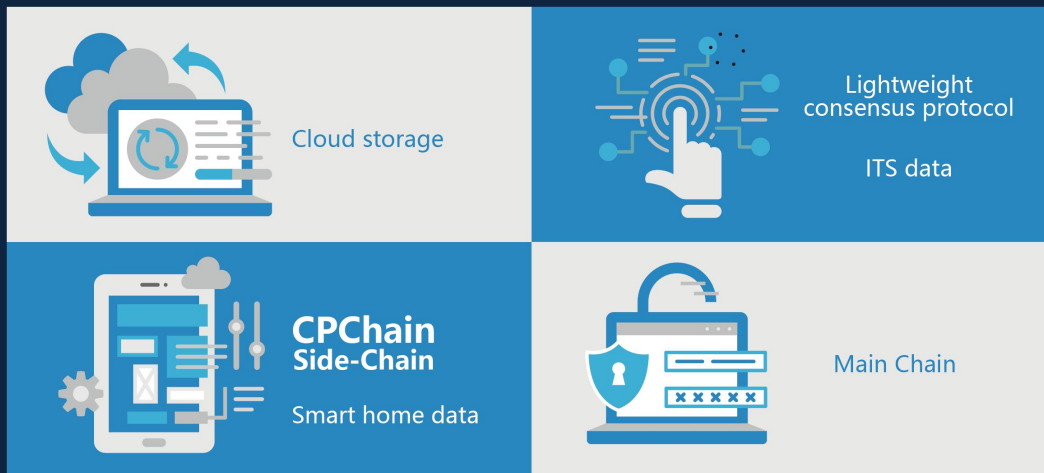 Cloud storage
Lightweight
consensus protocol
ITS data
CPChain
Side-Chain
Smart home data
Main Chain